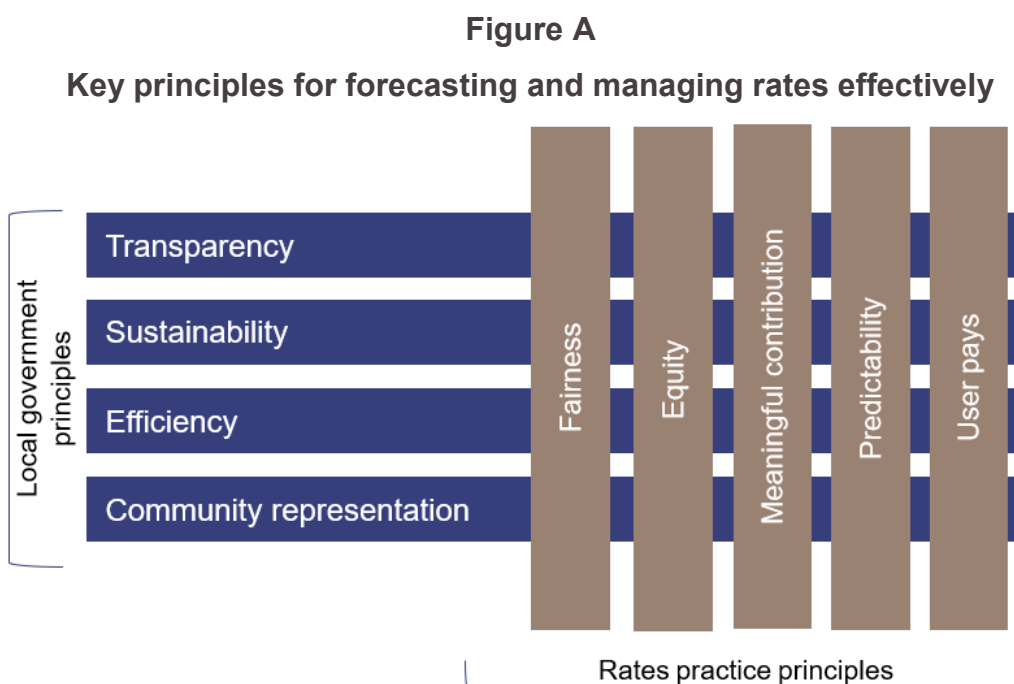 Figure A
Key principles for forecasting and managing rates effectively
Local government
principles
Transparency
Sustainability
Efficiency
Community representation
Fairness
Equity
Meaningful contribution
Predictability
User pays
Rates practice principles